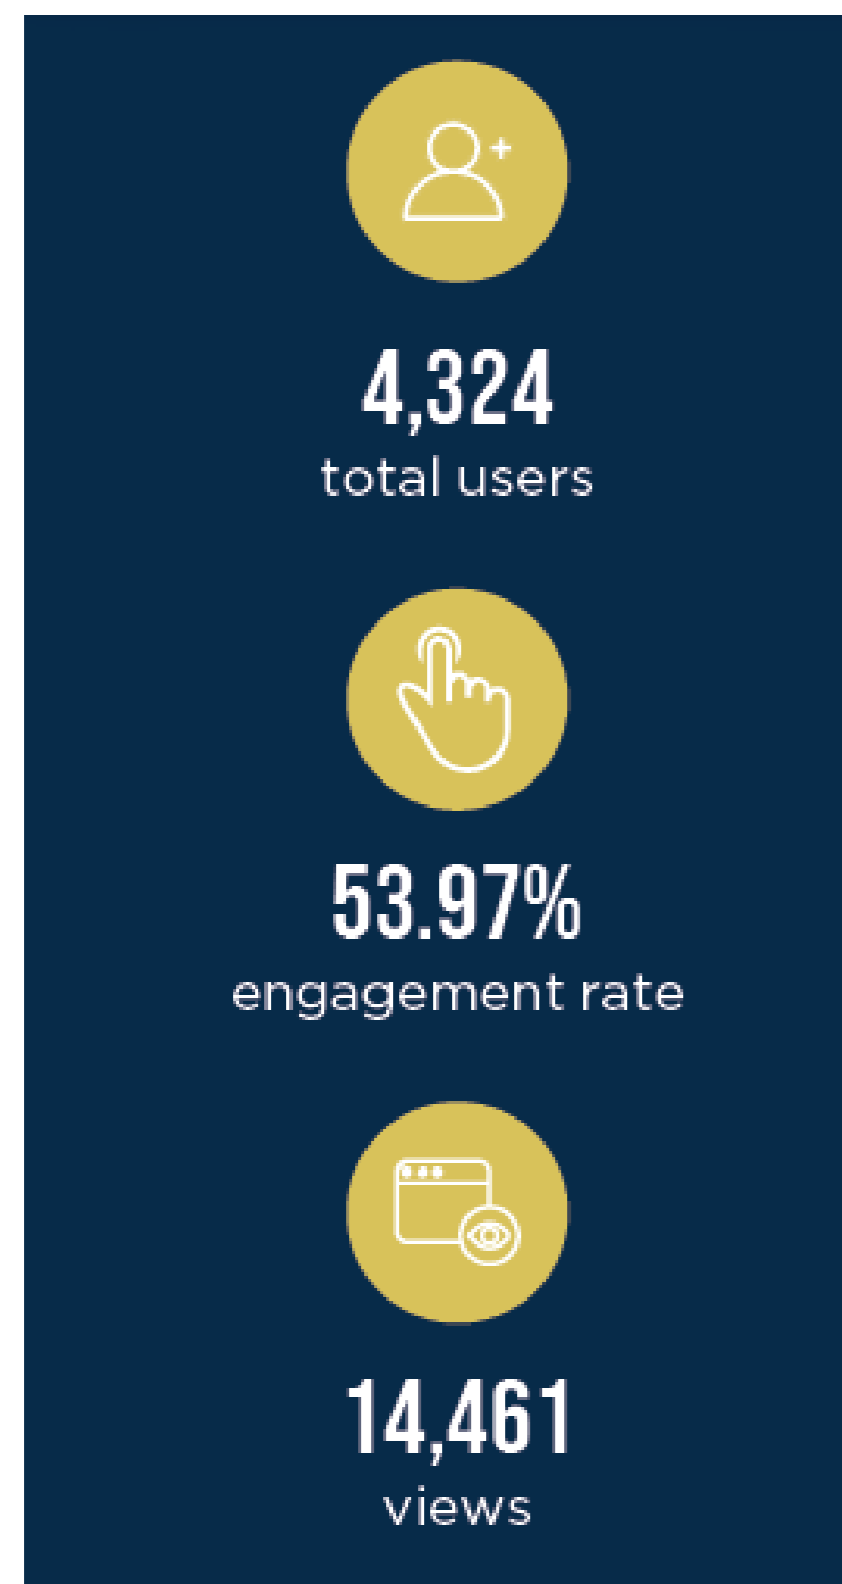 4,324
total users
53.97%
engagement rate
14,461
views